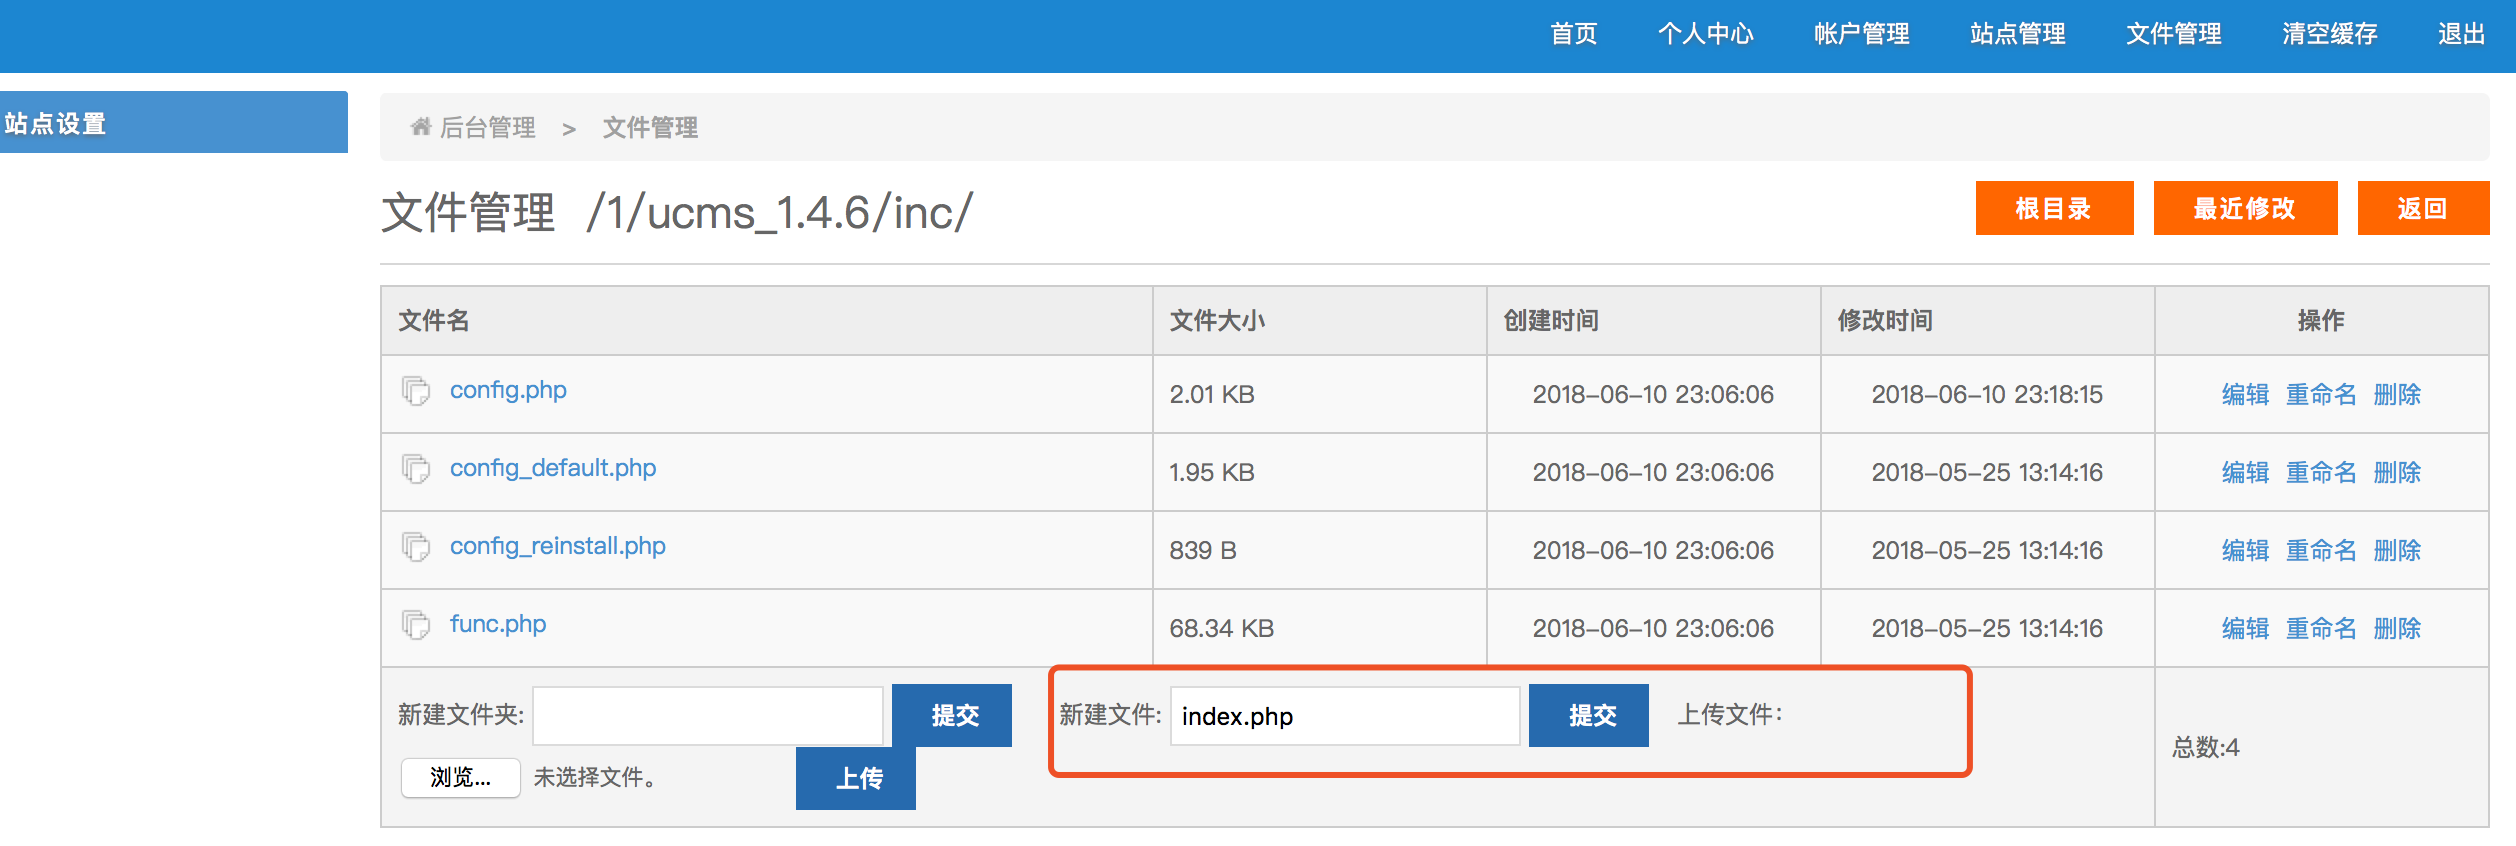 首页 个人中心 帐户管理 站点管理 文件管理 清空缓存 退出
站点设置
后台管理 > 文件管理
文件管理 /1/ucms_1.4.6/inc/
根目录 最近修改 返回
文件名 文件大小 创建时间 修改时间 操作
config.php 2.01 KB 2018-06-10 23:06:06 2018-06-10 23:18:15 编辑 重命名 删除
config_default.php 1.95 KB 2018-06-10 23:06:06 2018-05-25 13:14:16 编辑 重命名 删除
config_reinstall.php 839 B 2018-06-10 23:06:06 2018-05-25 13:14:16 编辑 重命名 删除
func.php 68.34 KB 2018-06-10 23:06:06 2018-05-25 13:14:16 编辑 重命名 删除
新建文件夹: 提交 新建文件: index.php 提交 上传文件:
浏览... 未选择文件。 上传
总数:4